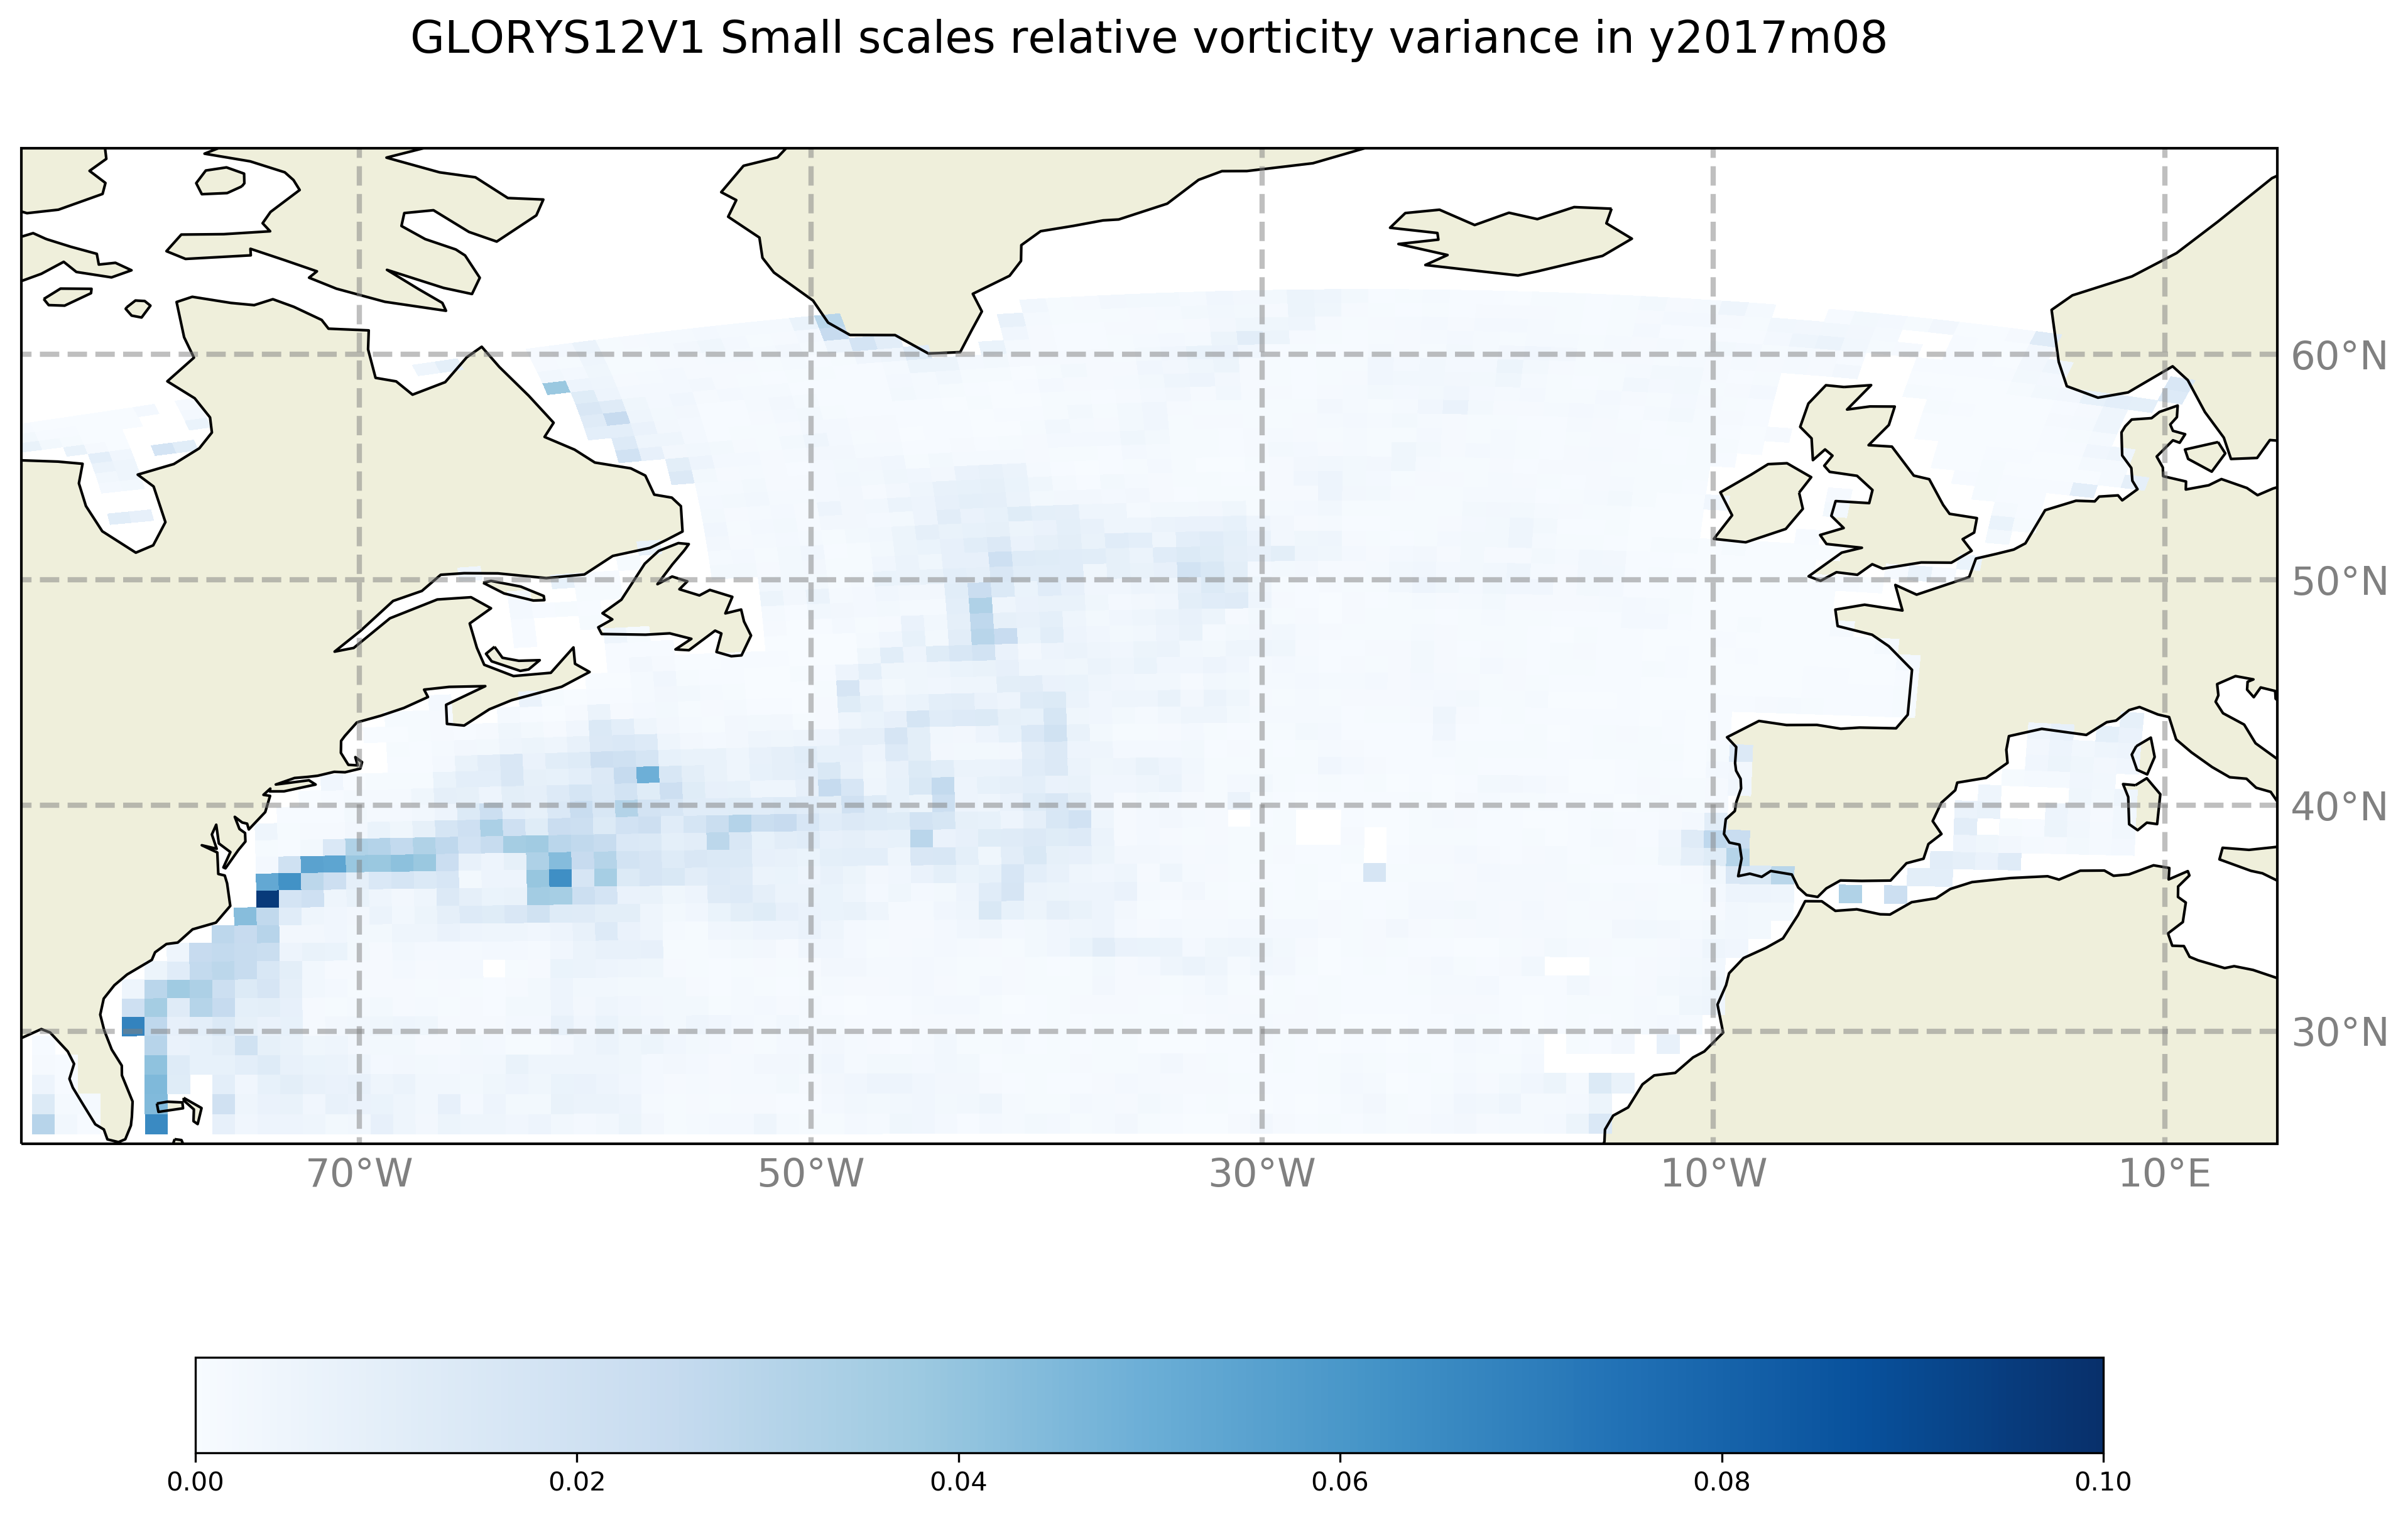 GLORYS12V1 Small scales relative vorticity variance in y2017m08
60°N
50°N
40°N
30°N
70°W 50°W 30°W 10°W 10°E
0.00 0.02 0.04 0.06 0.08 0.10